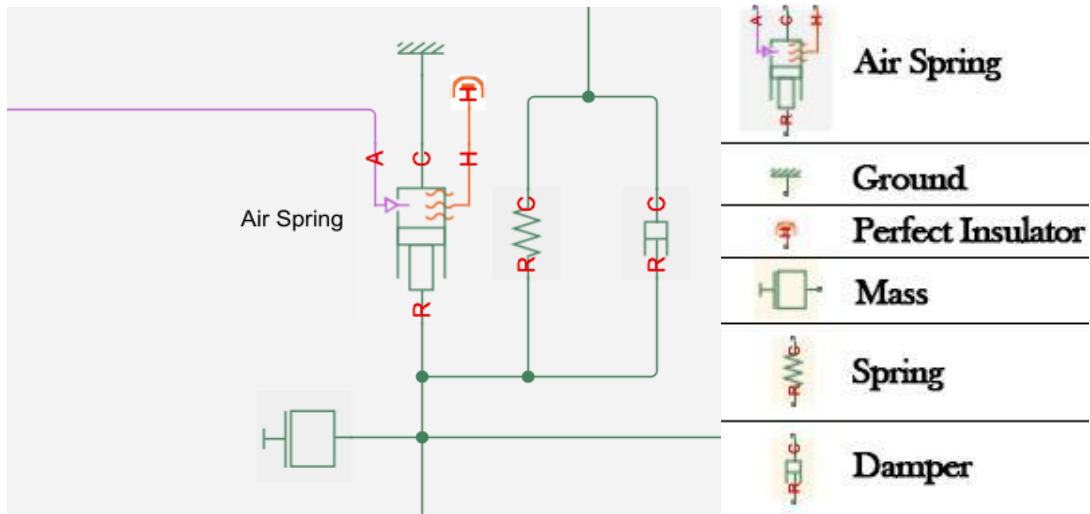 H
A C H
Air Spring
C C
R R
R
A C H
R
Air Spring
Ground
H
Perfect Insulator
Mass
C
R
Spring
C
R
Damper